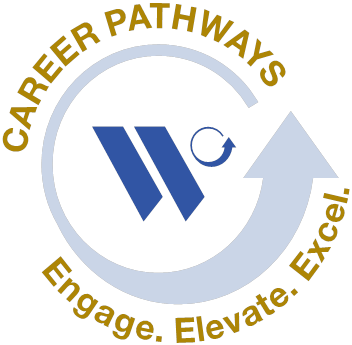 CAREER PATHWAYS
W
Engage. Elevate. Excel.